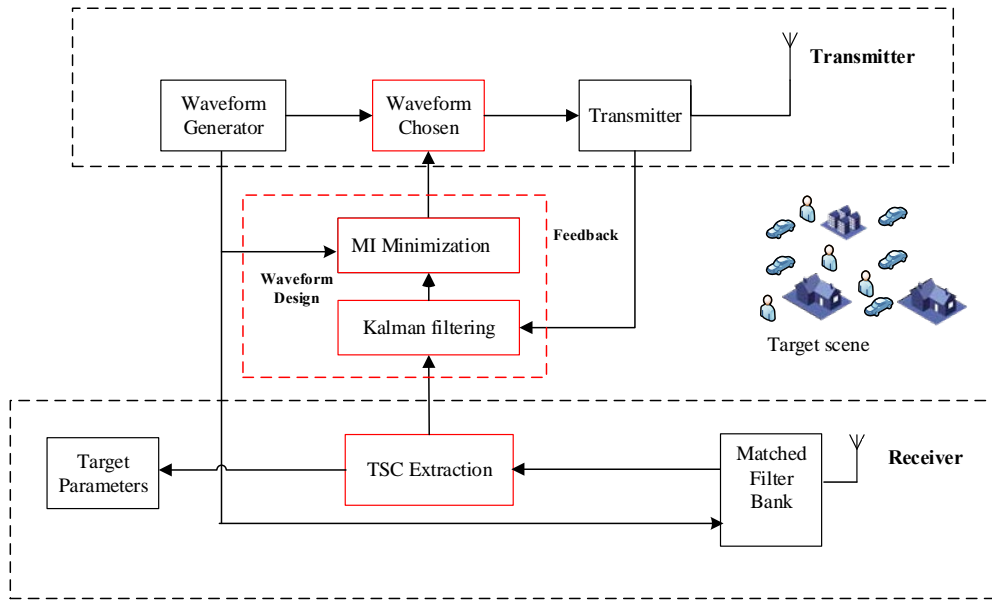 Transmitter
Waveform
Generator
Waveform
Chosen
Transmitter
MI Minimization
Feedback
Waveform
Design
Kalman filtering
Target scene
Target
Parameters
TSC Extraction
Matched
Filter
Bank
Receiver